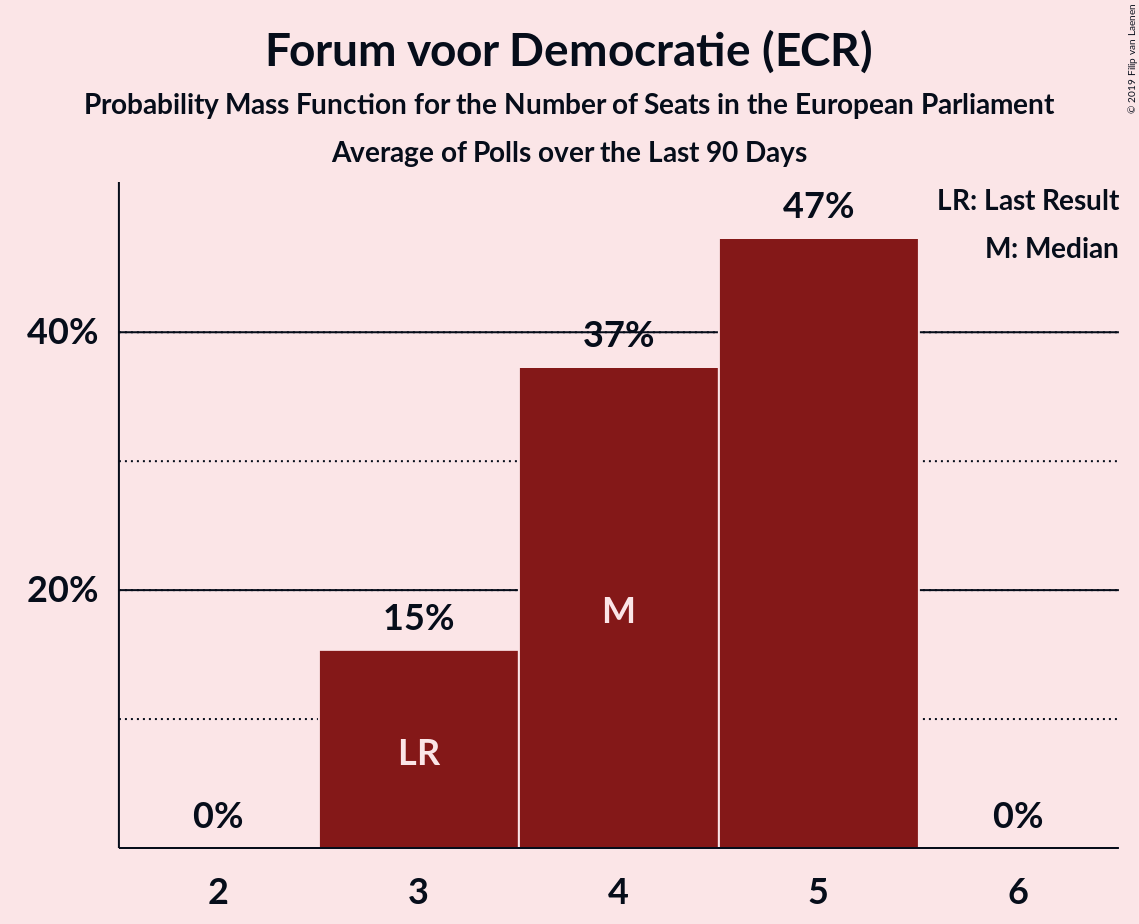 Forum voor Democratie (ECR)
Probability Mass Function for the Number of Seats in the European Parliament
Average of Polls over the Last 90 Days
© 2019 Filip van Laenen
LR: Last Result
M: Median
47%
40%
37%
20%
15%
M
LR
0%
0%
2 3 4 5 6